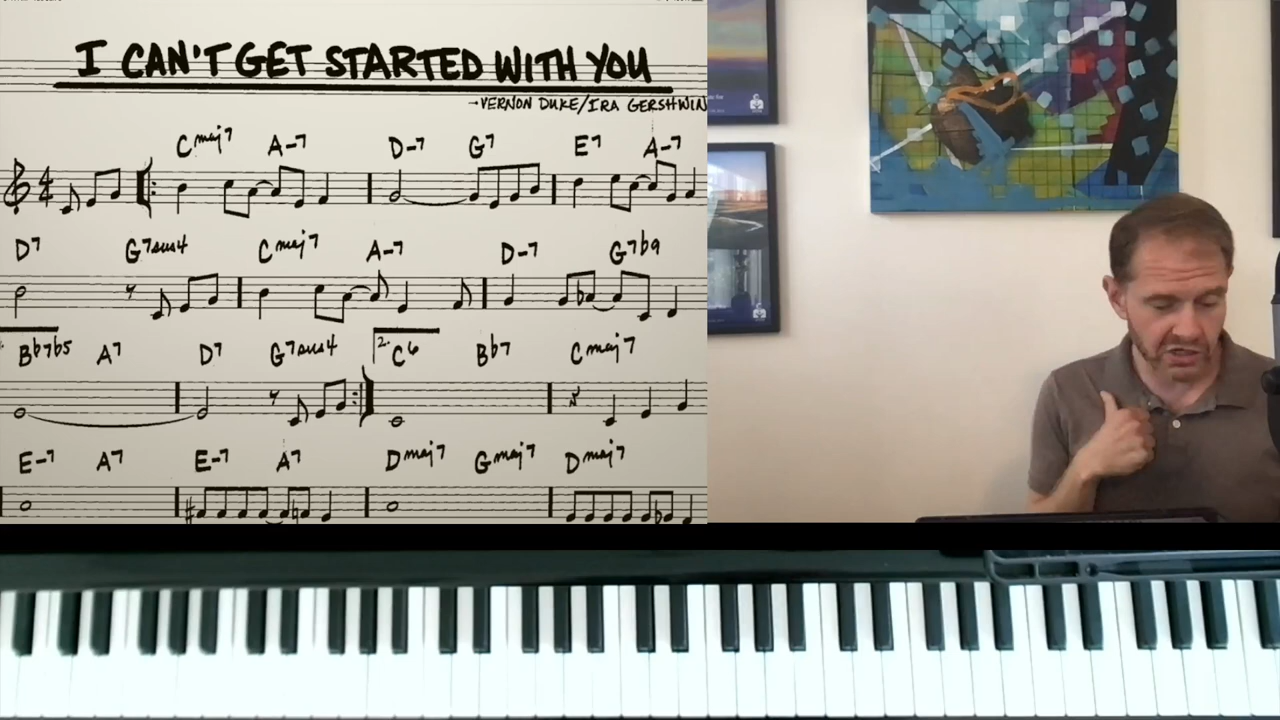 I CAN'T GET STARTED WITH YOU
-VERNON DUKE/IRA GERSHWIN
Cmaj7 A-7 D-7 G7 E7 A-7
D7 G7sus4 Cmaj7 A-7 D-7 G7b9
Bb7b5 A7 D7 G7sus4 2. C6 Bb7 Cmaj7
E-7 A7 E-7 A7 Dmaj7 Gmaj7 Dmaj7